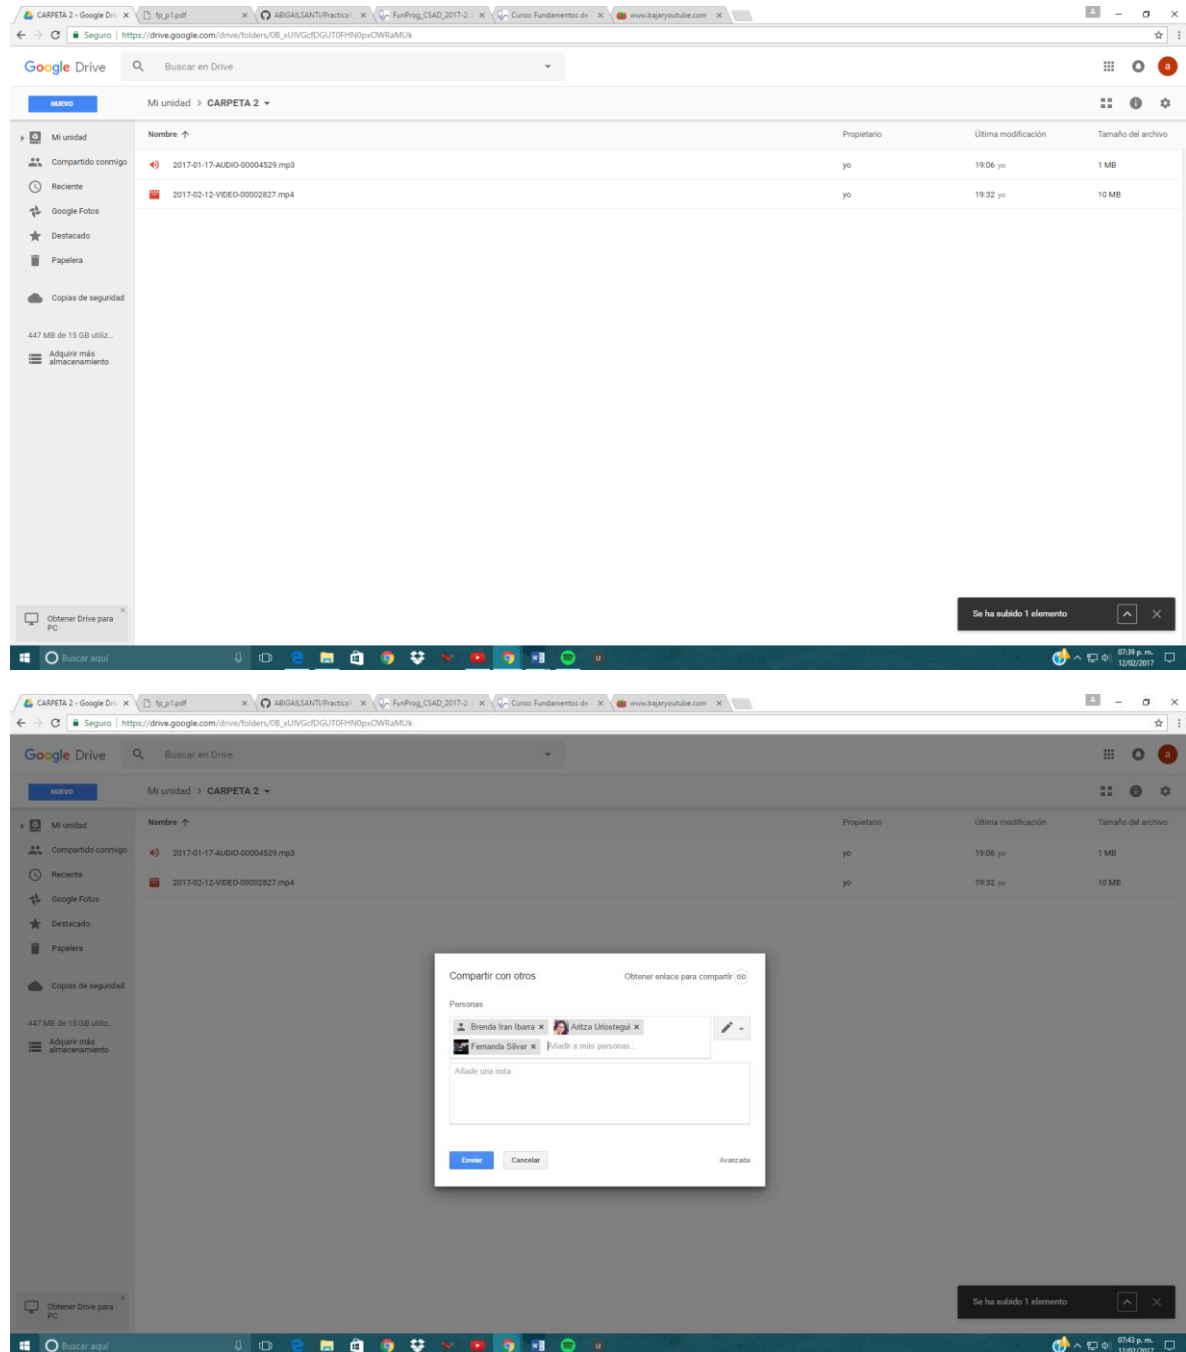 CARPETA 2 - Google Dri
fp_p1.pdf
ABIGAILSANTI/Practica1
FunProg_CSAD_2017-2:
Curso: Fundamentos de
www.bajaryoutube.com
Seguro | https://drive.google.com/drive/folders/0B_xUlVGcfDGUT0FHN0pxOWRaMUk
Google Drive
Buscar en Drive
a
NUEVO
Mi unidad > CARPETA 2
Mi unidad
Nombre
Propietario
Última modificación
Tamaño del archivo
Compartido conmigo
2017-01-17-AUDIO-00004529.mp3
yo
19:06 yo
1 MB
Reciente
2017-02-12-VIDEO-00002827.mp4
yo
19:32 yo
10 MB
Google Fotos
Destacado
Papelera
Copias de seguridad
447 MB de 15 GB utiliz...
Adquirir más
almacenamiento
Obtener Drive para
PC
Se ha subido 1 elemento
Buscar aquí
07:39 p. m.
12/02/2017
CARPETA 2 - Google Dri
fp_p1.pdf
ABIGAILSANTI/Practica1
FunProg_CSAD_2017-2:
Curso: Fundamentos de
www.bajaryoutube.com
Seguro | https://drive.google.com/drive/folders/0B_xUlVGcfDGUT0FHN0pxOWRaMUk
Google Drive
Buscar en Drive
a
NUEVO
Mi unidad > CARPETA 2
Mi unidad
Nombre
Propietario
Última modificación
Tamaño del archivo
Compartido conmigo
2017-01-17-AUDIO-00004529.mp3
yo
19:06 yo
1 MB
Reciente
2017-02-12-VIDEO-00002827.mp4
yo
19:32 yo
10 MB
Google Fotos
Destacado
Papelera
Copias de seguridad
447 MB de 15 GB utiliz...
Adquirir más
almacenamiento
Compartir con otros
Obtener enlace para compartir
Personas
Brenda Iran Ibarra
Aritza Uriostegui
Fernanda Silver
Añadir a más personas...
Añade una nota
Enviar
Cancelar
Avanzada
Obtener Drive para
PC
Se ha subido 1 elemento
Buscar aquí
07:43 p. m.
12/02/2017